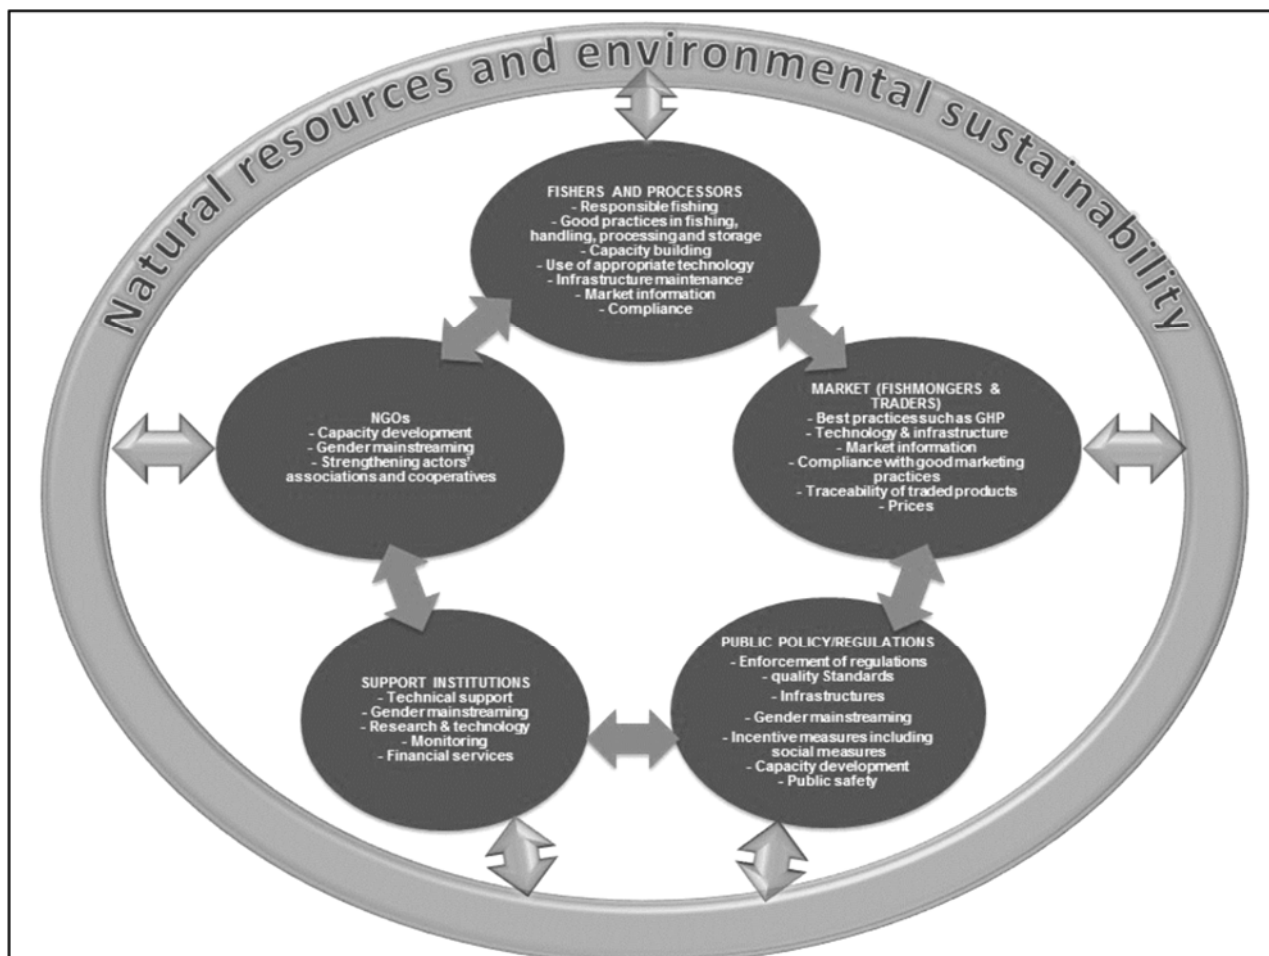 Natural resources and environmental sustainability
FISHERS AND PROCESSORS
- Responsible fishing
- Good practices in fishing,
handling, processing and storage
- Capacity building
- Use of appropriate technology
- Infrastructure maintenance
- Market information
- Compliance
NGOs
- Capacity development
- Gender mainstreaming
- Strengthening actors'
associations and cooperatives
MARKET (FISHMONGERS &
TRADERS)
- Best practices such as GHP
- Technology & infrastructure
- Market information
- Compliance with good marketing
practices
- Traceability of traded products
- Prices
SUPPORT INSTITUTIONS
- Technical support
- Gender mainstreaming
- Research & technology
- Monitoring
- Financial services
PUBLIC POLICY/REGULATIONS
- Enforcement of regulations
- quality Standards
- Infrastructures
- Gender mainstreaming
- Incentive measures including
social measures
- Capacity development
- Public safety